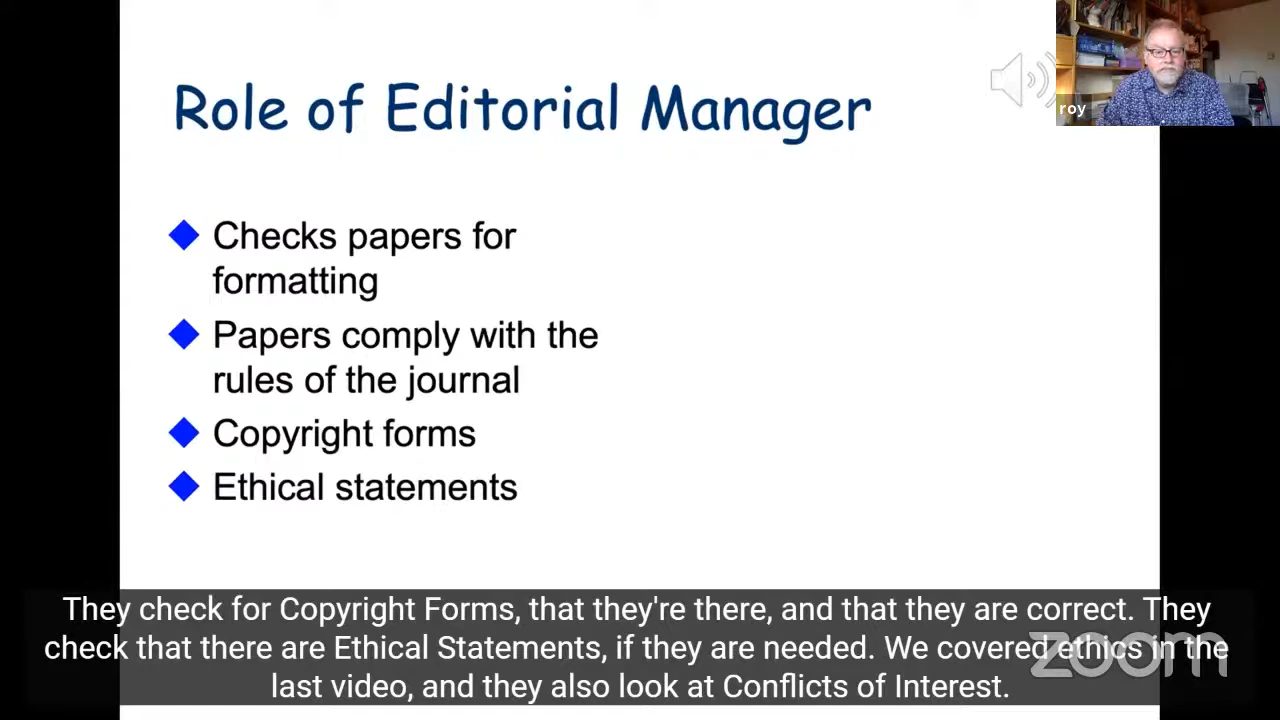 Role of Editorial Manager
roy
Checks papers for
formatting
Papers comply with the
rules of the journal
Copyright forms
Ethical statements
They check for Copyright Forms, that they're there, and that they are correct. They
check that there are Ethical Statements, if they are needed. We covered ethics in the
last video, and they also look at Conflicts of Interest.
zoom